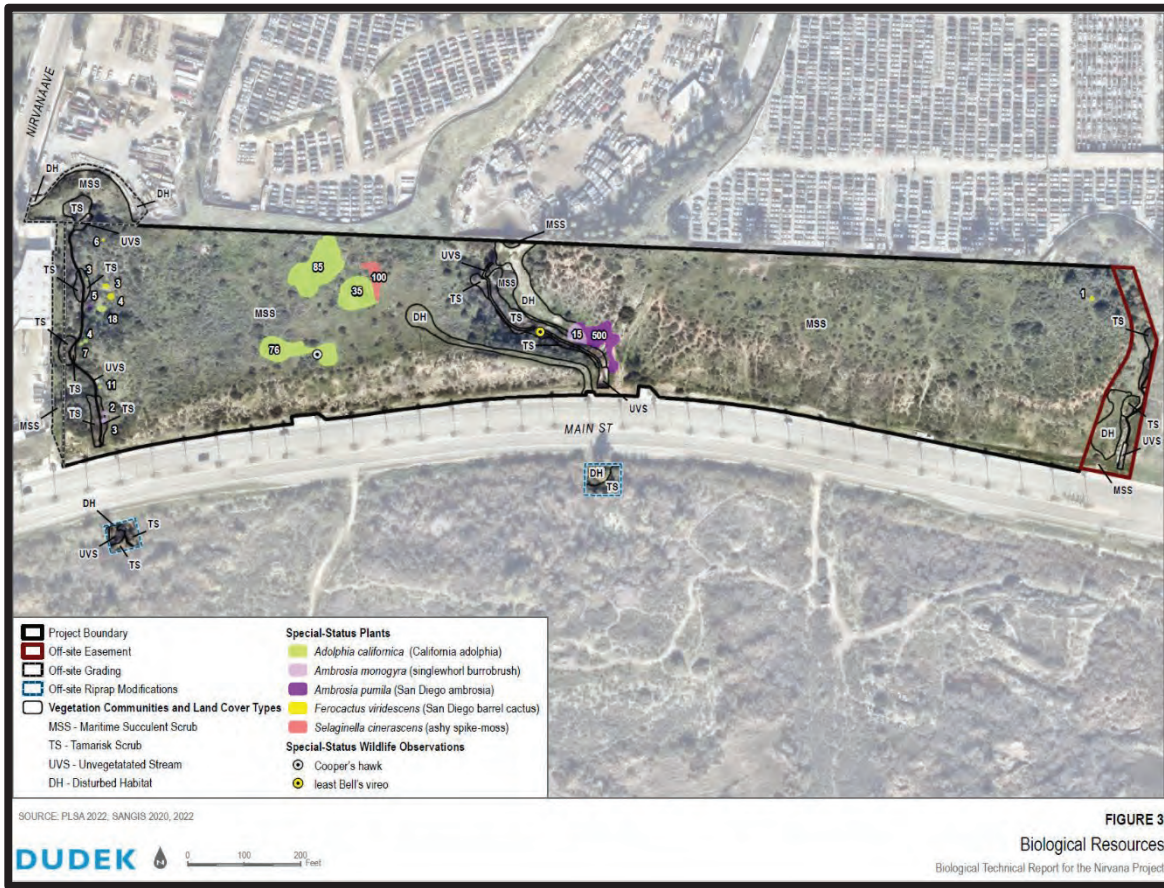 NIRVANA AVE
DH
MSS
DH
TS
MSS
6
UVS
UVS
85
100
TS
3
TS
3
MSS
1
5
4
TS
35
DH
18
MSS
TS
MSS
TS
TS
DH
15
500
4
TS
76
7
UVS
TS
11
TS
2
TS
DH
TS
MSS
3
UVS
UVS
MAIN ST
MSS
DH
DH
TS
TS
UVS
TS
Project Boundary
Off-site Easement
Off-site Grading
Off-site Riprap Modifications
Vegetation Communities and Land Cover Types
MSS - Maritime Succulent Scrub
TS - Tamarisk Scrub
UVS - Unvegetatated Stream
DH - Disturbed Habitat
Special-Status Plants
Adolphia californica (California adolphia)
Ambrosia monogyra (singlewhorl burrobrush)
Ambrosia pumila (San Diego ambrosia)
Ferocactus viridescens (San Diego barrel cactus)
Selaginella cinerascens (ashy spike-moss)
Special-Status Wildlife Observations
Cooper's hawk
least Bell's vireo
SOURCE: PLSA 2022; SANGIS 2020, 2022
DUDEK
0 100 200
Feet
FIGURE 3
Biological Resources
Biological Technical Report for the Nirvana Project